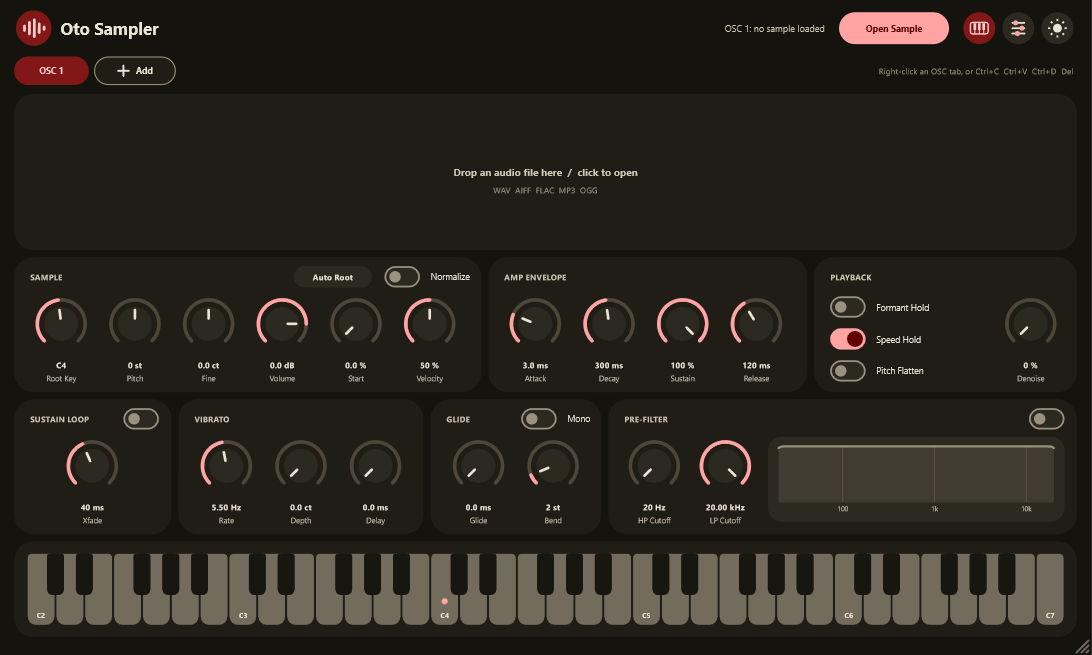 Oto Sampler
OSC 1: no sample loaded
Open Sample
OSC 1
Add
Right-click an OSC tab, or Ctrl+C Ctrl+V Ctrl+D Del
Drop an audio file here / click to open
WAV AIFF FLAC MP3 OGG
SAMPLE
Auto Root
Normalize
C4
0 st
0.0 ct
0.0 dB
0.0 %
50 %
Root Key
Pitch
Fine
Volume
Start
Velocity
AMP ENVELOPE
3.0 ms
300 ms
100 %
120 ms
Attack
Decay
Sustain
Release
PLAYBACK
Formant Hold
Speed Hold
Pitch Flatten
0 %
Denoise
SUSTAIN LOOP
40 ms
Xfade
VIBRATO
5.50 Hz
0.0 ct
0.0 ms
Rate
Depth
Delay
GLIDE
Mono
0.0 ms
2 st
Glide
Bend
PRE-FILTER
20 Hz
20.00 kHz
HP Cutoff
LP Cutoff
100
1k
10k
C2
C3
C4
C5
C6
C7